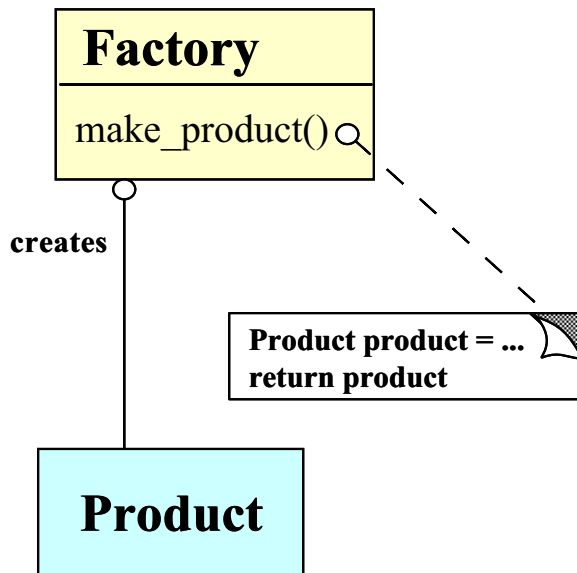 Factory
make_product()
creates
Product product = ...
return product
Product